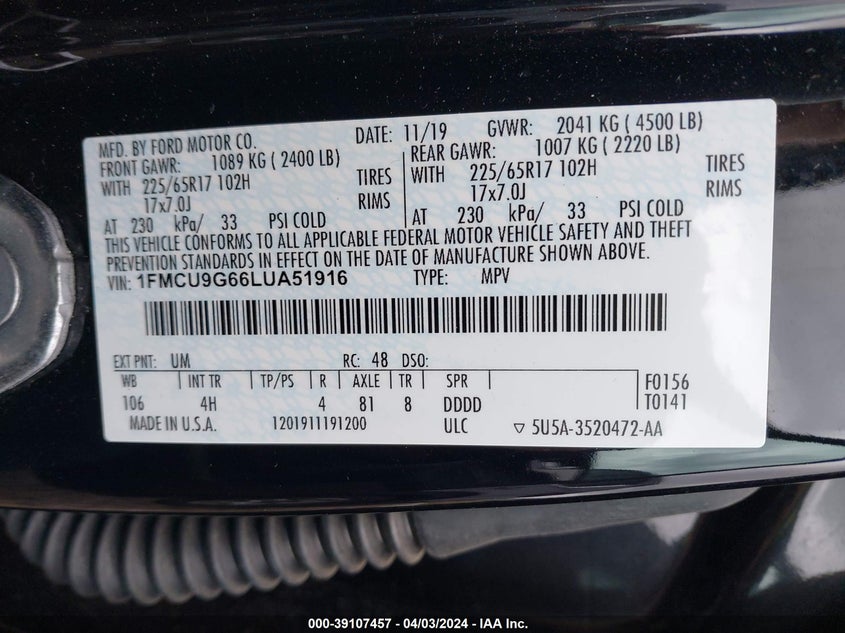 MFD. BY FORD MOTOR CO. DATE: 11/19 GVWR: 2041 KG ( 4500 LB)
FRONT GAWR: 1089 KG ( 2400 LB) REAR GAWR: 1007 KG ( 2220 LB)
WITH 225/65R17 102H TIRES WITH 225/65R17 102H TIRES
17x7.0J RIMS 17x7.0J RIMS
AT 230 kPa/ 33 PSI COLD AT 230 kPa/ 33 PSI COLD
THIS VEHICLE CONFORMS TO ALL APPLICABLE FEDERAL MOTOR VEHICLE SAFETY AND THEFT
PREVENTION STANDARDS IN EFFECT ON THE DATE OF MANUFACTURE SHOWN ABOVE.
VIN: 1FMCU9G66LUA51916 TYPE: MPV
EXT PNT: UM RC: 48 DSO:
WB INT TR TP/PS R AXLE TR SPR F0156
106 4H 4 81 8 DDDD T0141
MADE IN U.S.A. 1201911191200 ULC ▽ 5U5A-3520472-AA
000-39107457 - 04/03/2024 - IAA Inc.